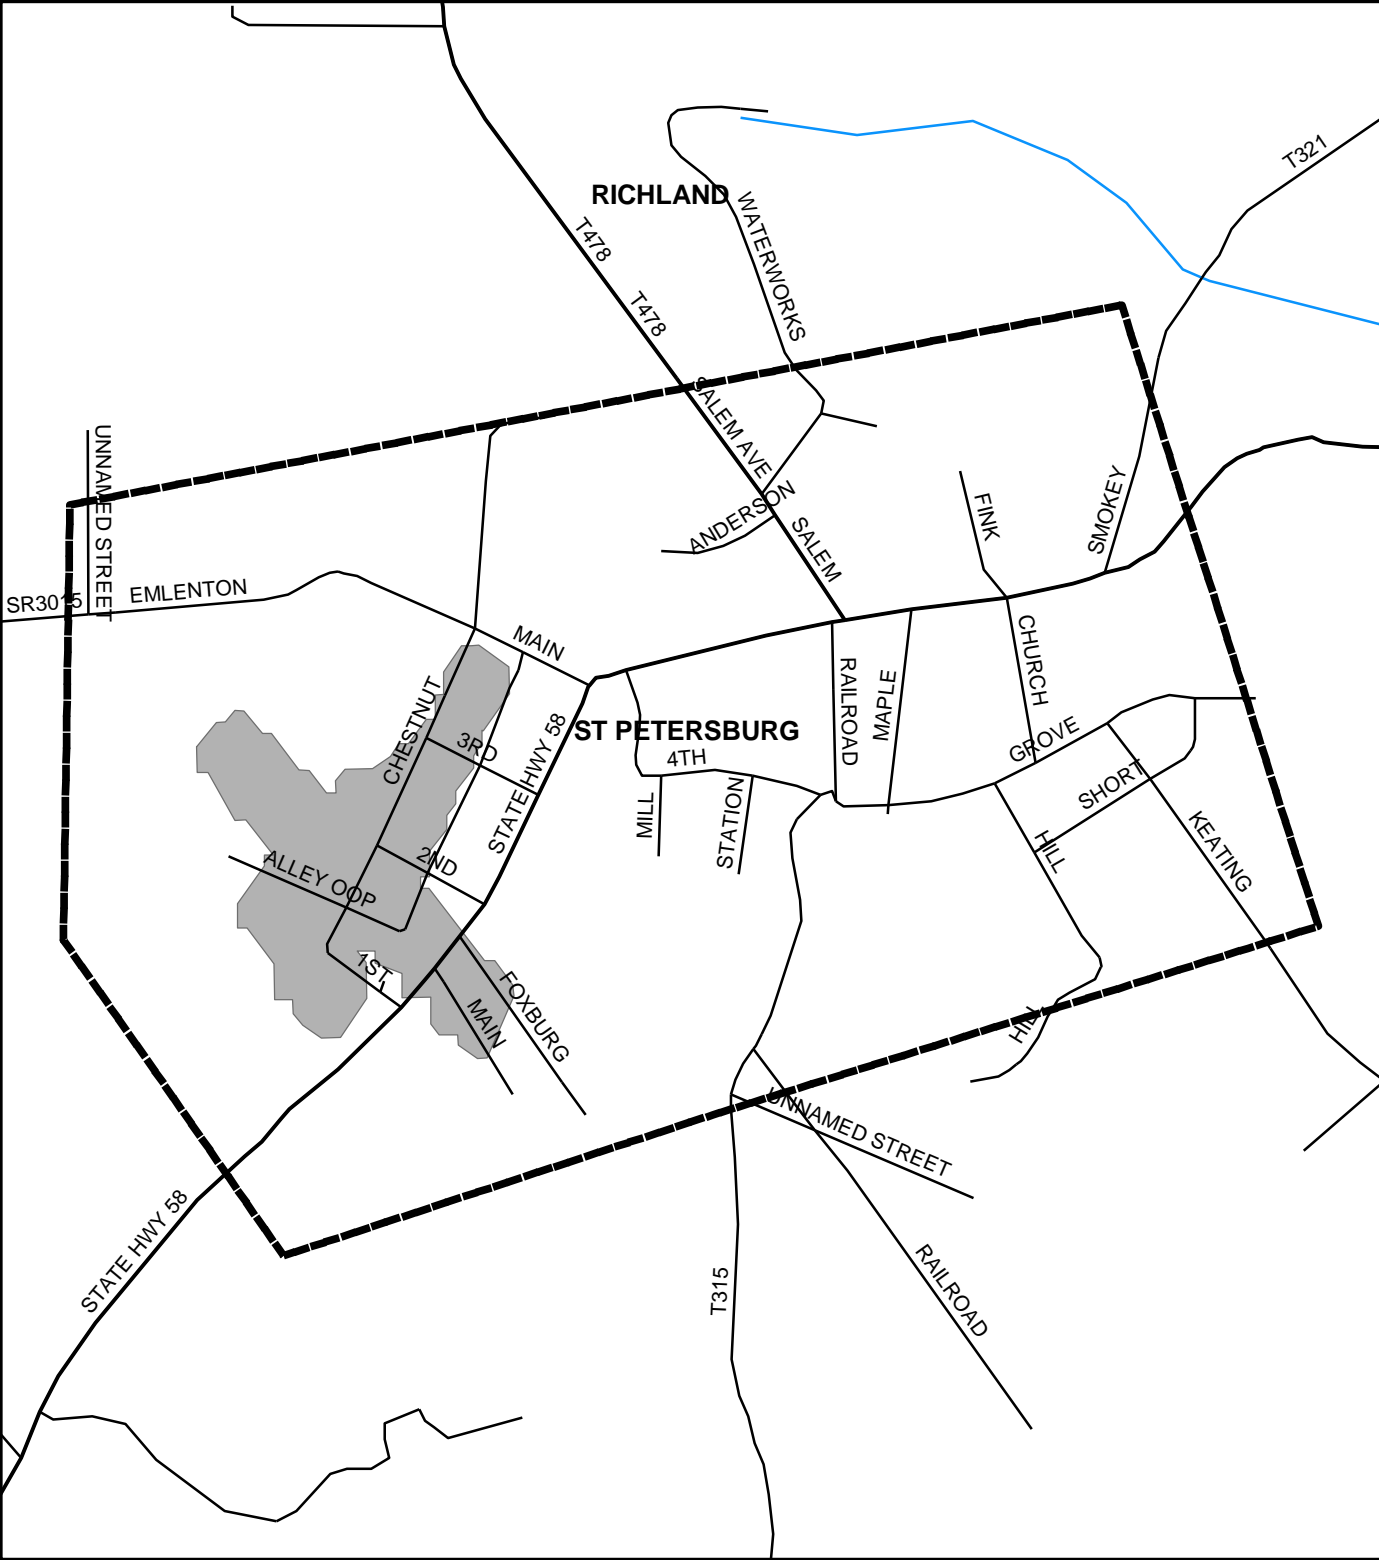 T321
RICHLAND
WATERWORKS
T478
T478
SALEM AVE
UNNAMED STREET
ANDERSON
SALEM
FINK
SMOKEY
SR3015
EMLENTON
MAIN
CHURCH
CHESTNUT
RAILROAD
MAPLE
ST PETERSBURG
3RD
STATE HWY 58
4TH
GROVE
SHORT
MILL
STATION
HILL
KEATING
2ND
ALLEY OOP
1ST
FOXBURG
MAIN
HILL
UNNAMED STREET
STATE HWY 58
T315
RAILROAD